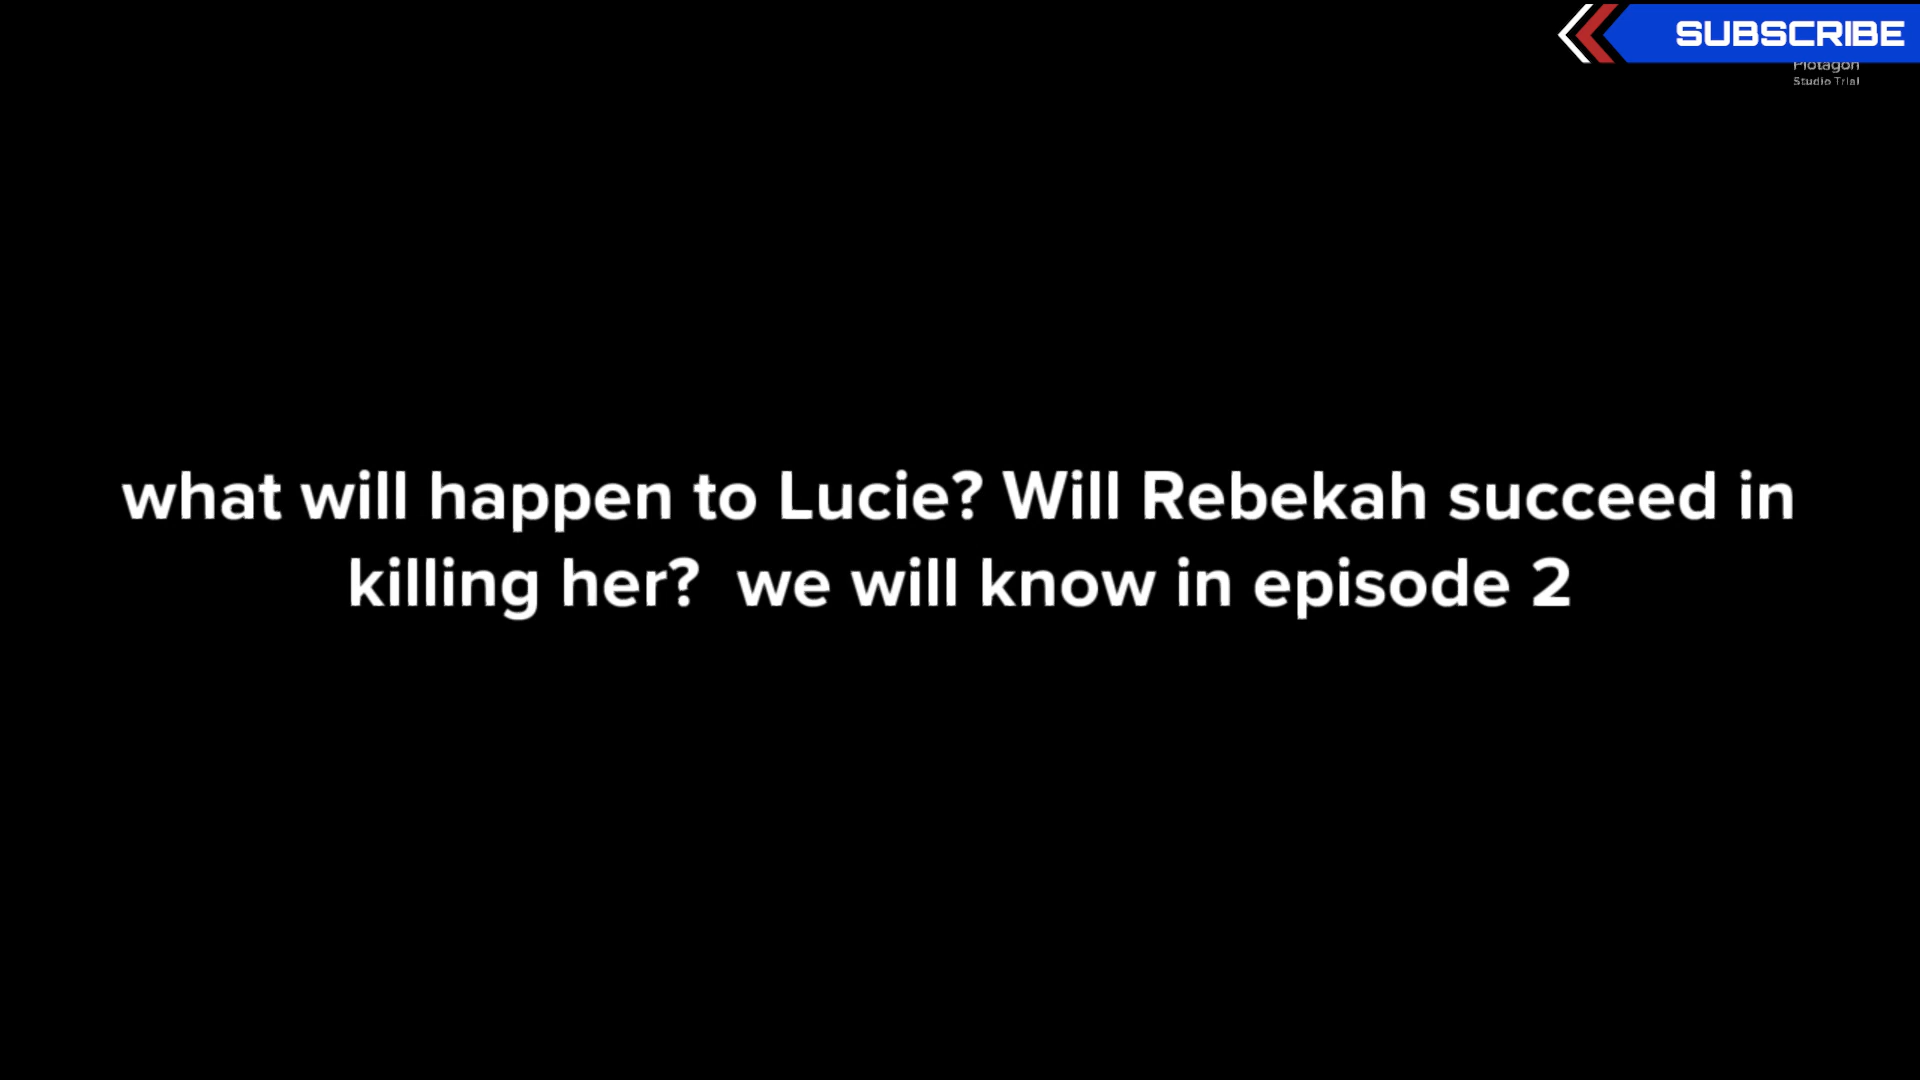 SUBSCRIBE
Plotagon
Studio Trial
what will happen to Lucie? Will Rebekah succeed in
killing her?  we will know in episode 2